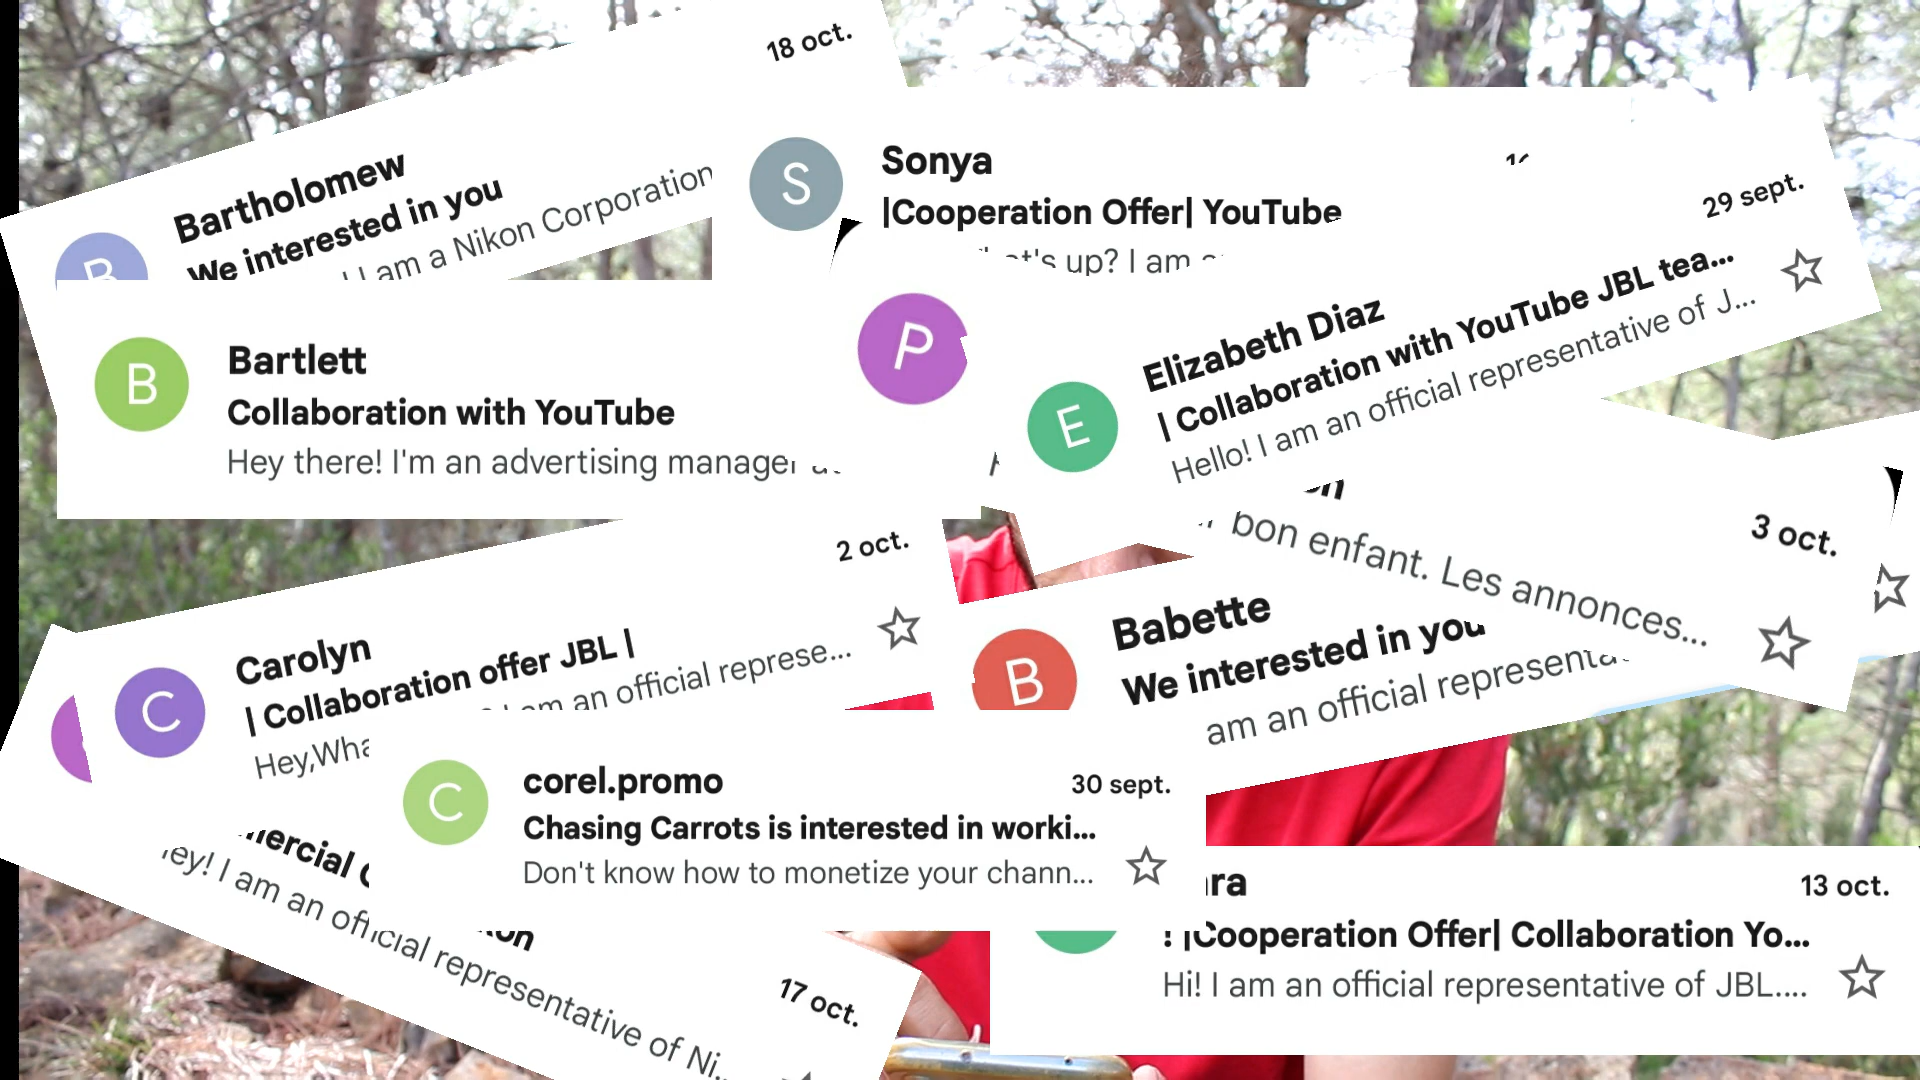 18 oct.
Bartholomew
We interested in you
I am a Nikon Corporation
B
S
Sonya
|Cooperation Offer| YouTube
up? I am
29 sept.
Elizabeth Diaz
| Collaboration with YouTube JBL tea...
Hello! I am an official representative of J...
E
P
B
Bartlett
Collaboration with YouTube
Hey there! I'm an advertising manager
bon enfant. Les annonces...
3 oct.
2 oct.
C
Carolyn
| Collaboration offer JBL |
Hey,Wha
am an official represe...
B
Babette
We interested in you
am an official representa
C
corel.promo
30 sept.
Chasing Carrots is interested in worki...
Don't know how to monetize your chann...
13 oct.
|Cooperation Offer| Collaboration Yo...
Hi! I am an official representative of JBL....
I am an official representative of Ni...
17 oct.